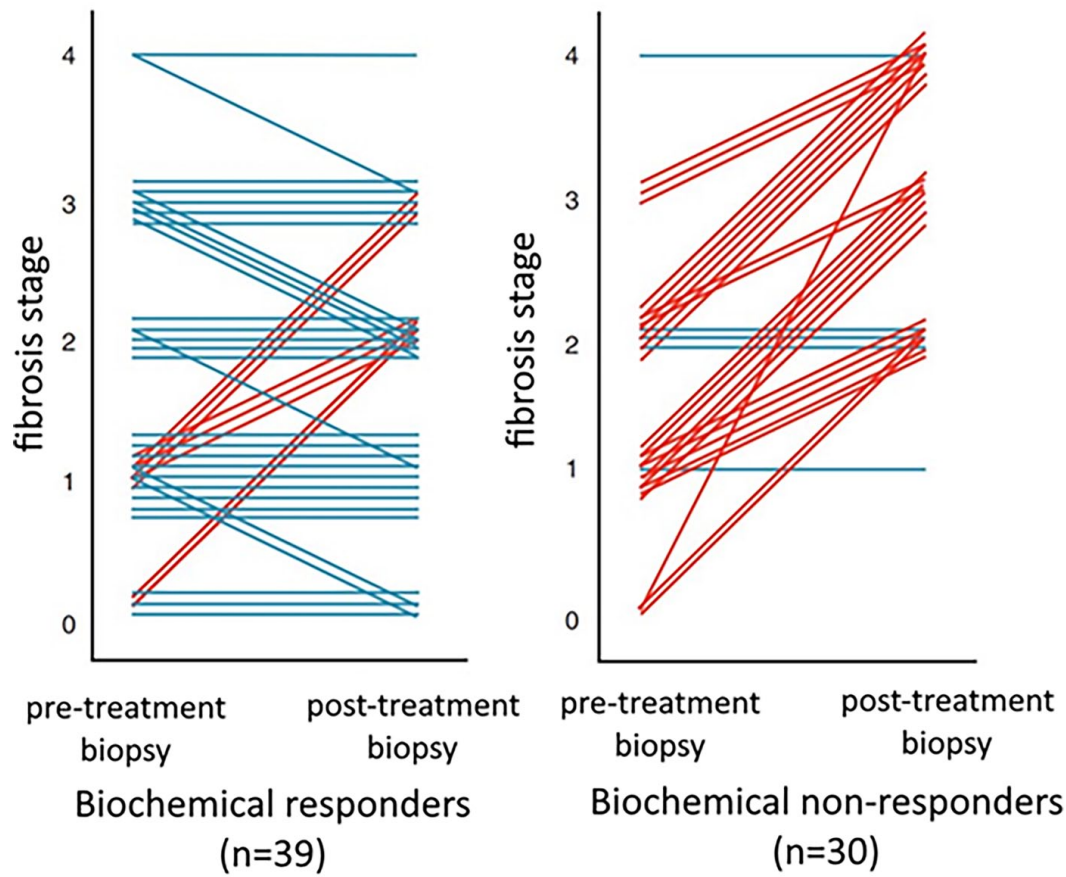 4
3
2
1
0
fibrosis stage
pre-treatment
biopsy
post-treatment
biopsy
Biochemical responders
(n=39)
4
3
2
1
0
fibrosis stage
pre-treatment
biopsy
post-treatment
biopsy
Biochemical non-responders
(n=30)